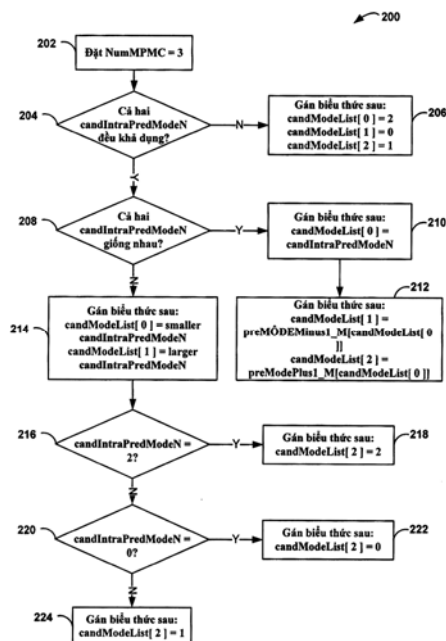 200
202
Đặt NumMPMC = 3
204
Cả hai
candIntraPredModeN
đều khả dụng?
N
Gán biểu thức sau:
candModeList[ 0 ] = 2
candModeList[ 1 ] = 0
candModeList[ 2 ] = 1
206
Y
208
Cả hai
candIntraPredModeN
giống nhau?
Y
Gán biểu thức sau:
candModeList[ 0 ] =
candIntraPredModeN
210
N
212
Gán biểu thức sau:
candModeList[ 1 ] =
preMÔDEMinus1_M[candModeList[ 0
]]
candModeList[ 2 ] =
preModePlus1_M[candModeList[ 0 ]]
214
Gán biểu thức sau:
candModeList[ 0 ] = smaller
candIntraPredModeN
candModeList[ 1 ] = larger
candIntraPredModeN
216
candIntraPredModeN =
2?
Y
Gán biểu thức sau:
candModeList[ 2 ] = 2
218
N
220
candIntraPredModeN =
0?
Y
Gán biểu thức sau:
candModeList[ 2 ] = 0
222
N
224
Gán biểu thức sau:
candModeList[ 2 ] = 1